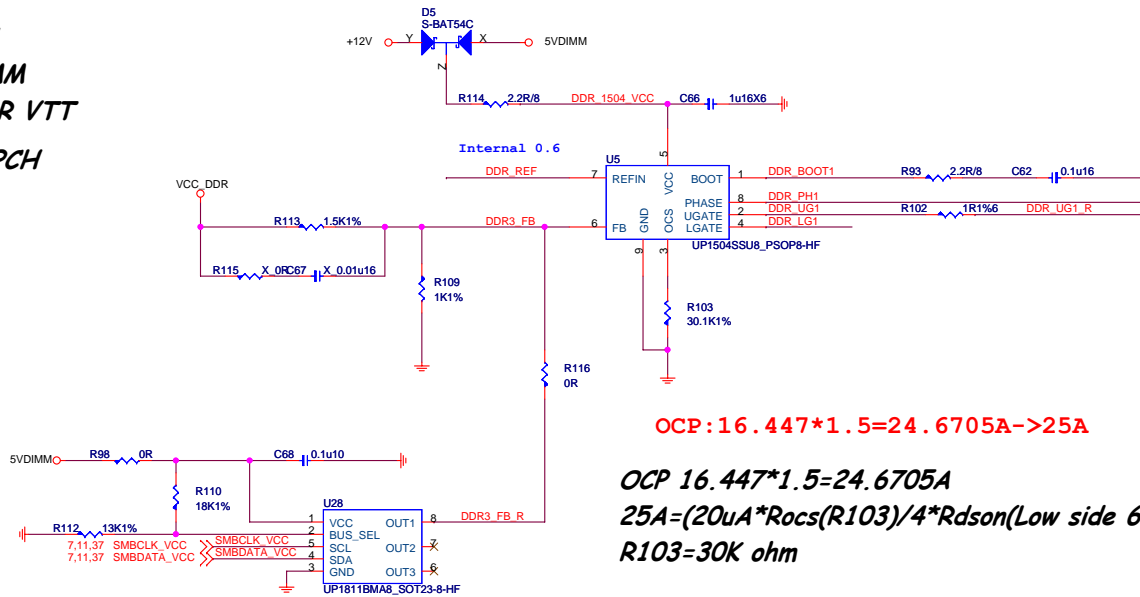 D5
S-BAT54C
+12V
Y
X
5VDIMM
Z
R114
2.2R/8
DDR_1504_VCC
C66
1u16X6
R VTT
PCH
Internal 0.6
DDR_REF
7
U5
5
REFIN
VCC
BOOT
1
DDR_BOOT1
R93
2.2R/8
C62
0.1u16
VCC_DDR
PHASE
8
DDR_PH1
UGATE
2
DDR_UG1
R102
1R1%6
DDR_UG1_R
LGATE
4
DDR_LG1
R113
1.5K1%
DDR3_FB
6
FB
GND
OCS
9
3
UP1504SSU8_PSOP8-HF
R115
X_0R
C67
X_0.01u16
R109
1K1%
R103
30.1K1%
R116
0R
OCP:16.447*1.5=24.6705A->25A
OCP 16.447*1.5=24.6705A
25A=(20uA*Rocs(R103)/4*Rdson(Low side 6
R103=30K ohm
5VDIMM
R98
0R
C68
0.1u10
R110
18K1%
R112
13K1%
U28
1
VCC
OUT1
8
DDR3_FB_R
2
BUS_SEL
7,11,37 SMBCLK_VCC
SMBCLK_VCC
5
SCL
OUT2
7
7,11,37 SMBDATA_VCC
SMBDATA_VCC
4
SDA
3
GND
OUT3
6
UP1811BMA8_SOT23-8-HF